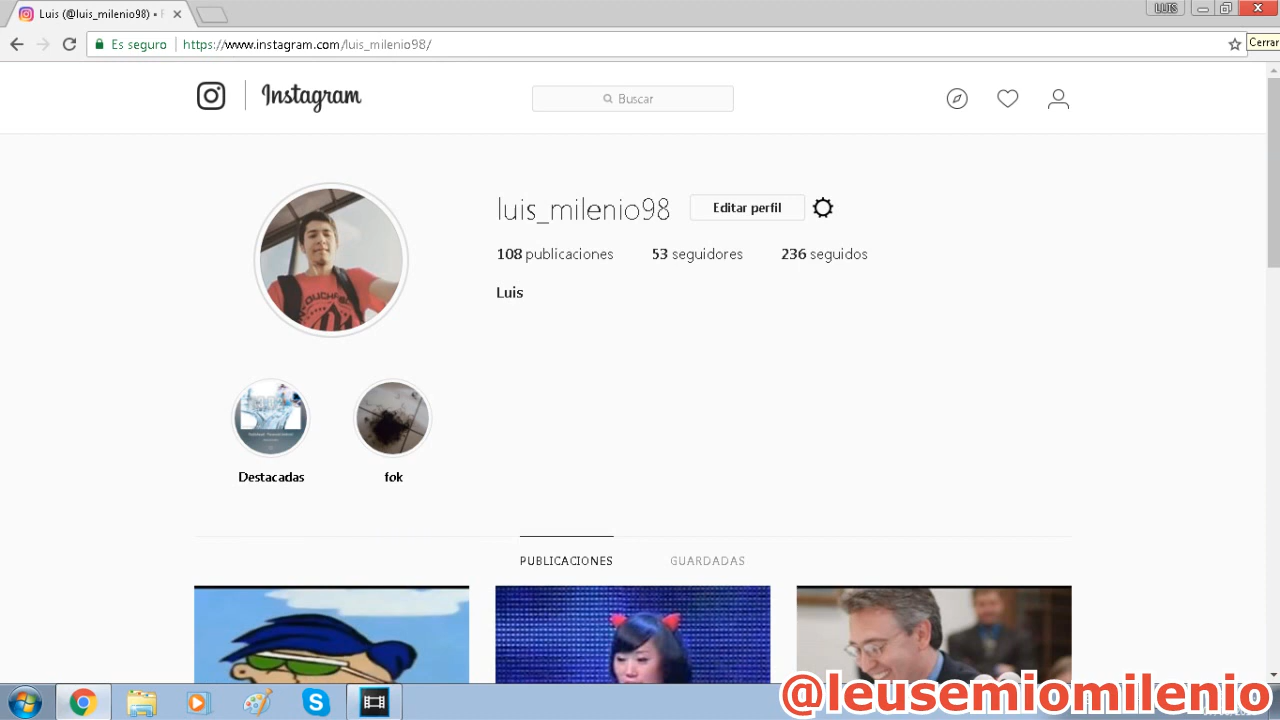 Luis (@luis_milenio98) •
LUIS
Es seguro
https://www.instagram.com/luis_milenio98/
Cerrar
Instagram
Buscar
luis_milenio98
Editar perfil
108 publicaciones
53 seguidores
236 seguidos
Luis
Destacadas
fok
PUBLICACIONES
GUARDADAS
@leusemiomilenio